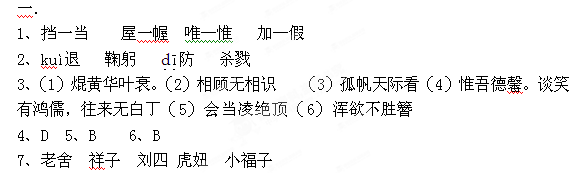 一.
1、挡一当　　屋一幄　唯一惟　　加一假
2、kuì退　鞠躬　dī防　杀戮
3、(1) 焜黄华叶衰。(2) 相顾无相识　　(3) 孤帆天际看 (4) 惟吾德馨。谈笑
有鸿儒，往来无白丁 (5) 会当凌绝顶 (6) 浑欲不胜簪
4、D　5、B　　6、B
7、老舍　祥子　刘四 虎妞　小福子